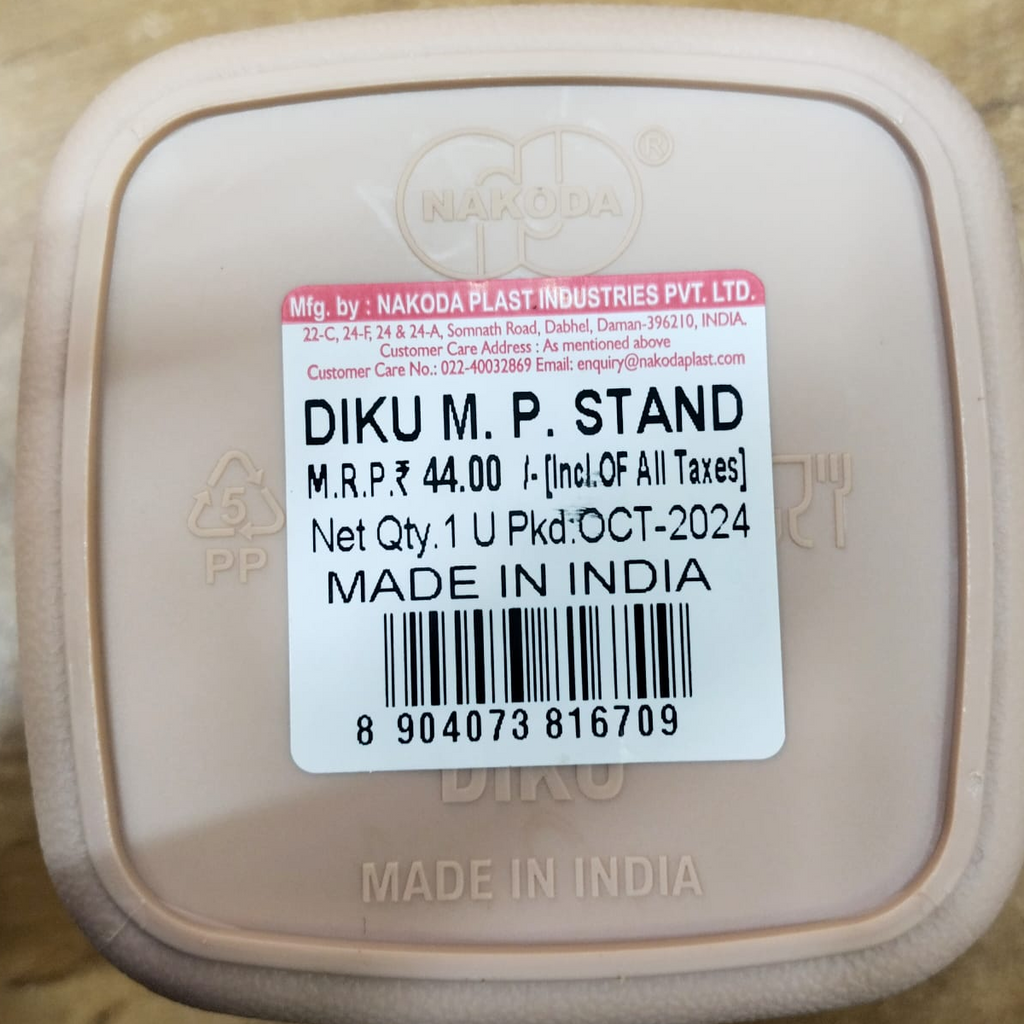 NAKODA
®
Mfg. by : NAKODA PLAST INDUSTRIES PVT. LTD.
22-C, 24-F, 24 & 24-A, Somnath Road, Dabhel, Daman-396210, INDIA.
Customer Care Address : As mentioned above
Customer Care No.: 022-40032869 Email: enquiry@nakodaplast.com
DIKU M. P. STAND
M.R.P.₹ 44.00 /- [Incl.OF All Taxes]
5
PP
Net Qty.1 U Pkd:OCT-2024
MADE IN INDIA
8 904073 816709
DIKU
MADE IN INDIA